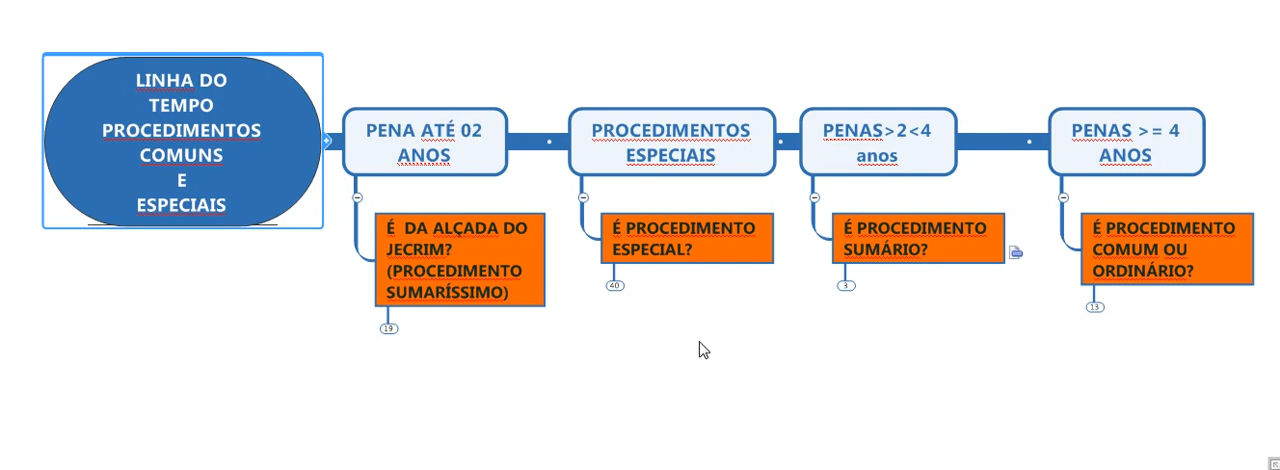 LINHA DO
TEMPO
PROCEDIMENTOS
COMUNS
E
ESPECIAIS
PENA ATÉ 02
ANOS
É  DA ALÇADA DO
JECRIM?
(PROCEDIMENTO
SUMARÍSSIMO)
19
PROCEDIMENTOS
ESPECIAIS
É PROCEDIMENTO
ESPECIAL?
40
PENAS>2<4
anos
É PROCEDIMENTO
SUMÁRIO?
3
PENAS >= 4
ANOS
É PROCEDIMENTO
COMUM OU
ORDINÁRIO?
13